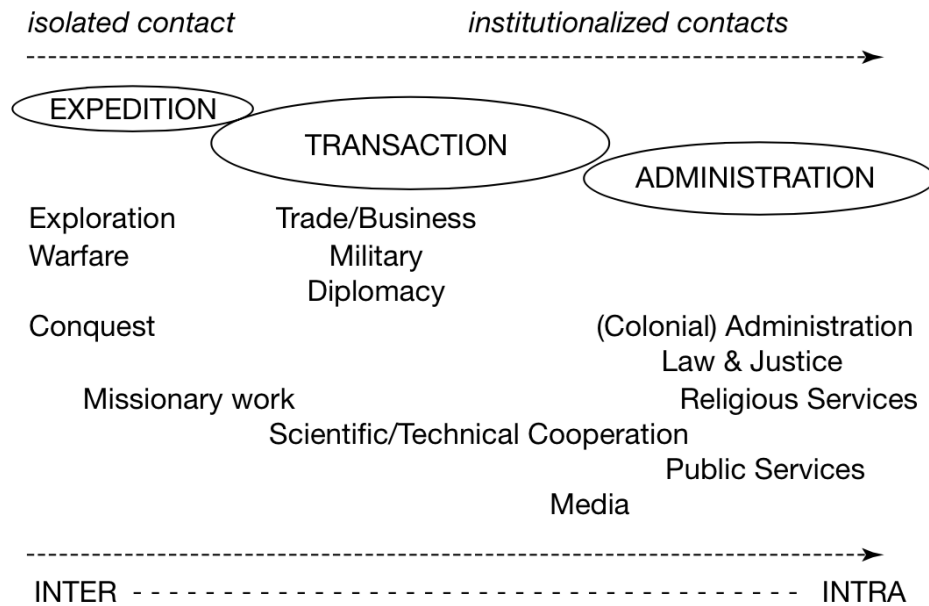 isolated contact institutionalized contacts
EXPEDITION
TRANSACTION
ADMINISTRATION
Exploration Trade/Business
Warfare Military
Diplomacy
Conquest (Colonial) Administration
Law & Justice
Missionary work Religious Services
Scientific/Technical Cooperation
Public Services
Media
INTER INTRA